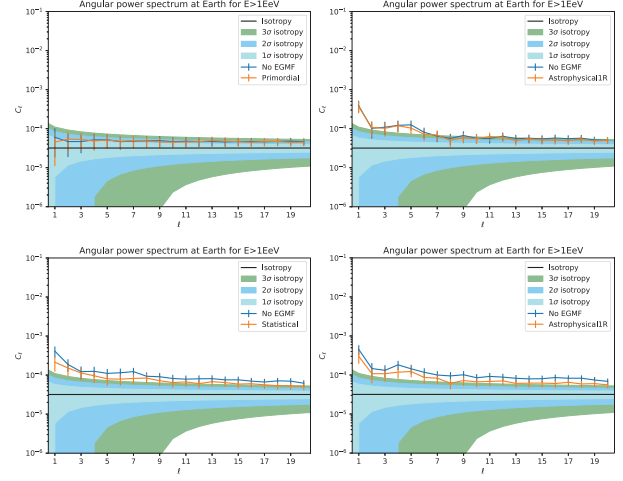 Angular power spectrum at Earth for E>1EeV
10⁻¹
10⁻²
10⁻³
10⁻⁴
10⁻⁵
10⁻⁶
Cℓ
1 3 5 7 9 11 13 15 17 19
ℓ
Isotropy
3σ isotropy
2σ isotropy
1σ isotropy
No EGMF
Primordial
Angular power spectrum at Earth for E>1EeV
10⁻¹
10⁻²
10⁻³
10⁻⁴
10⁻⁵
10⁻⁶
Cℓ
1 3 5 7 9 11 13 15 17 19
ℓ
Isotropy
3σ isotropy
2σ isotropy
1σ isotropy
No EGMF
Astrophysical1R
Angular power spectrum at Earth for E>1EeV
10⁻¹
10⁻²
10⁻³
10⁻⁴
10⁻⁵
10⁻⁶
Cℓ
1 3 5 7 9 11 13 15 17 19
ℓ
Isotropy
3σ isotropy
2σ isotropy
1σ isotropy
No EGMF
Statistical
Angular power spectrum at Earth for E>1EeV
10⁻¹
10⁻²
10⁻³
10⁻⁴
10⁻⁵
10⁻⁶
Cℓ
1 3 5 7 9 11 13 15 17 19
ℓ
Isotropy
3σ isotropy
2σ isotropy
1σ isotropy
No EGMF
Astrophysical1R